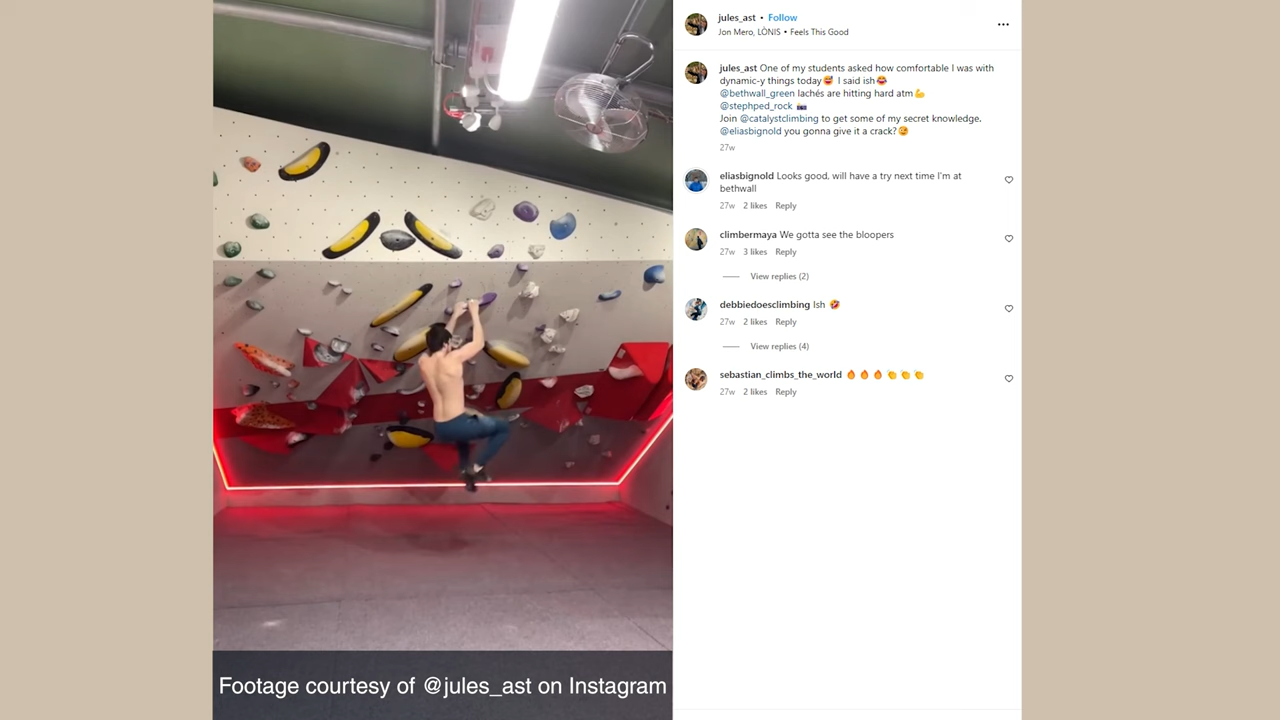 jules_ast • Follow
Jon Mero, LÒNIS • Feels This Good
jules_ast One of my students asked how comfortable I was with
dynamic-y things today😅 I said ish😂
@bethwall_green lachés are hitting hard atm💪
@stephped_rock 📸
Join @catalystclimbing to get some of my secret knowledge.
@eliasbignold you gonna give it a crack?😉
27w
eliasbignold Looks good, will have a try next time I'm at
bethwall
27w 2 likes Reply
climbermaya We gotta see the bloopers
27w 3 likes Reply
View replies (2)
debbiedoesclimbing Ish 🤣
27w 2 likes Reply
View replies (4)
sebastian_climbs_the_world 🔥🔥🔥👏👏👏
27w 2 likes Reply
Footage courtesy of @jules_ast on Instagram